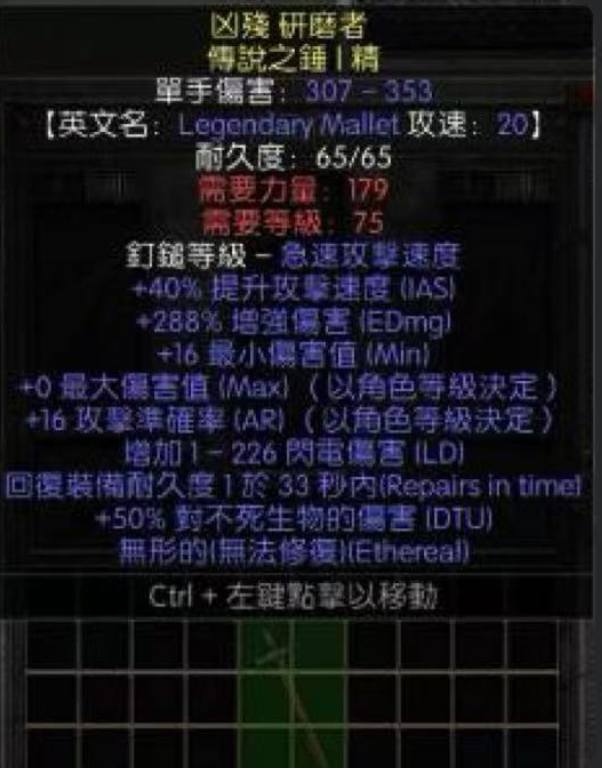 凶殘 研磨者
傳說之錘 | 精
單手傷害： 307 - 353
【英文名： Legendary Mallet 攻速： 20】
耐久度： 65/65
需要力量： 179
需要等級： 75
釘鎚等級 - 急速攻擊速度
+40% 提升攻擊速度 (IAS)
+288% 增強傷害 (EDmg)
+16 最小傷害值 (Min)
+0 最大傷害值 (Max) （以角色等級決定）
+16 攻擊準確率 (AR) （以角色等級決定）
增加 1 - 226 閃電傷害 (LD)
回復裝備耐久度 1 於 33 秒內(Repairs in time)
+50% 對不死生物的傷害 (DTU)
無形的(無法修復)(Ethereal)
Ctrl + 左鍵點擊以移動